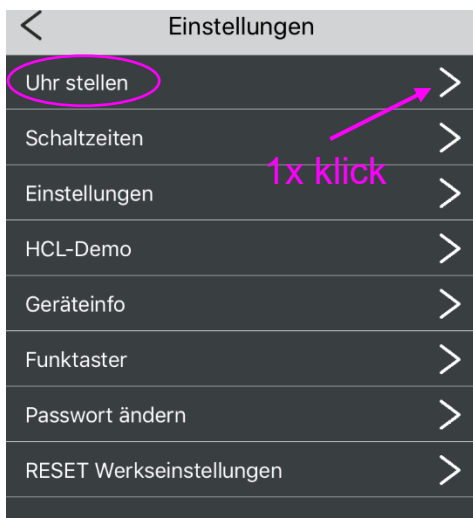 Einstellungen
Uhr stellen
Schaltzeiten
1x klick
Einstellungen
HCL-Demo
Geräteinfo
Funktaster
Passwort ändern
RESET Werkseinstellungen